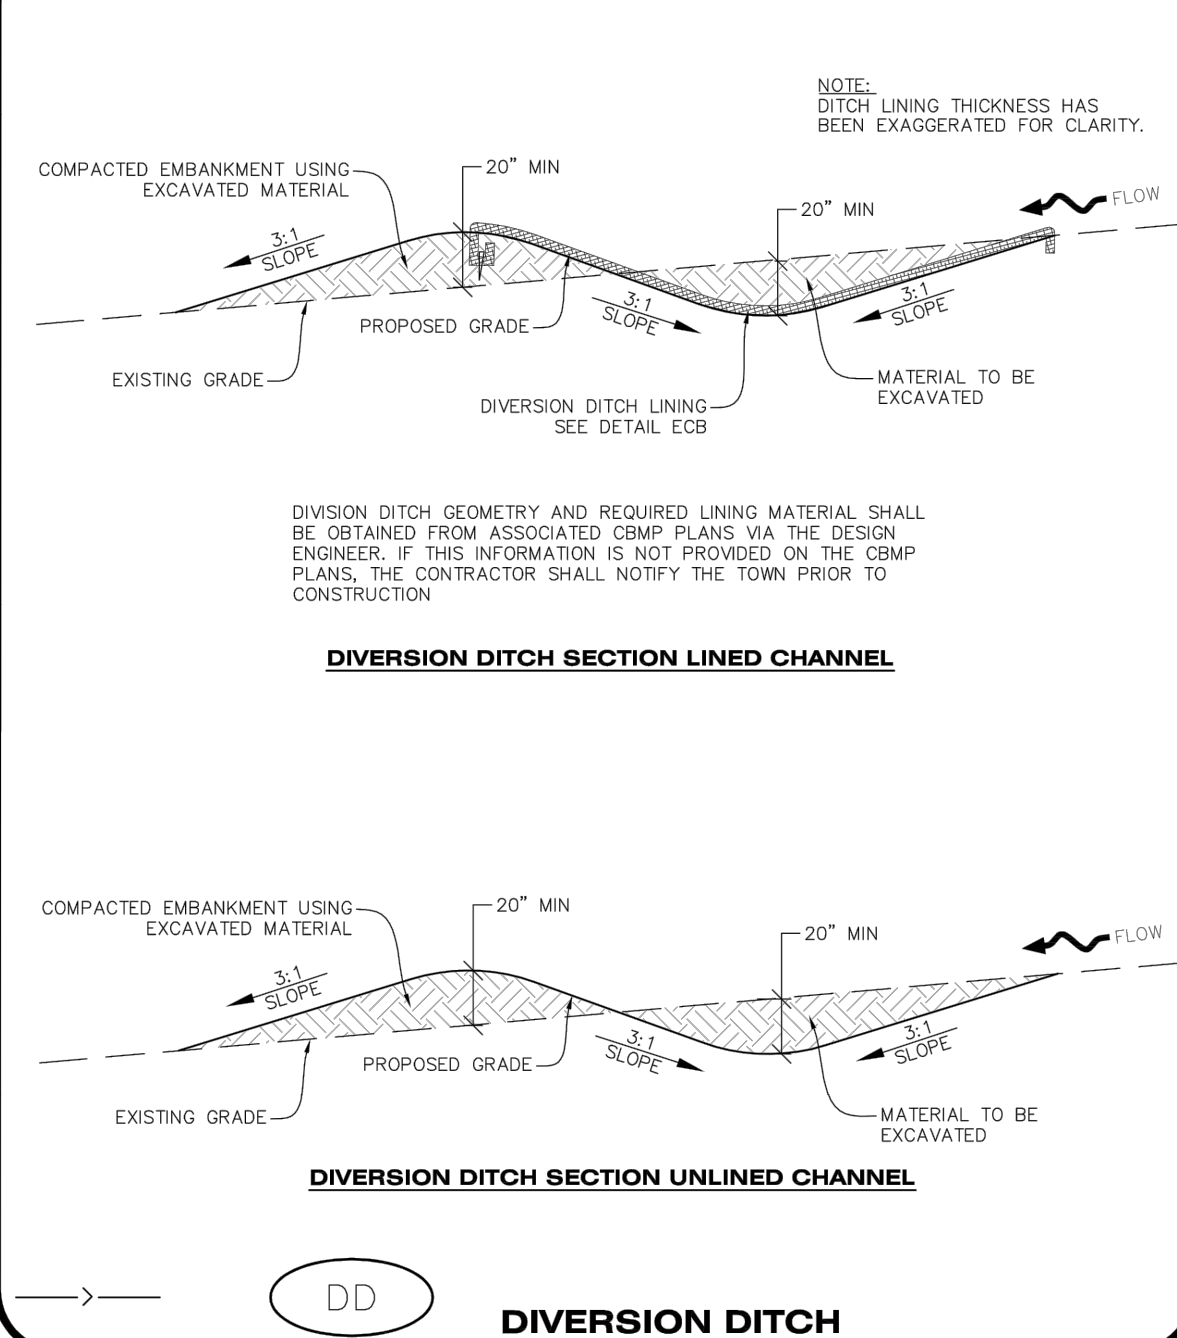 NOTE:
DITCH LINING THICKNESS HAS
BEEN EXAGGERATED FOR CLARITY.
COMPACTED EMBANKMENT USING
EXCAVATED MATERIAL
20” MIN
20” MIN
FLOW
3:1
SLOPE
3:1
SLOPE
3:1
SLOPE
PROPOSED GRADE
EXISTING GRADE
MATERIAL TO BE
EXCAVATED
DIVERSION DITCH LINING
SEE DETAIL ECB
DIVISION DITCH GEOMETRY AND REQUIRED LINING MATERIAL SHALL
BE OBTAINED FROM ASSOCIATED CBMP PLANS VIA THE DESIGN
ENGINEER. IF THIS INFORMATION IS NOT PROVIDED ON THE CBMP
PLANS, THE CONTRACTOR SHALL NOTIFY THE TOWN PRIOR TO
CONSTRUCTION
DIVERSION DITCH SECTION LINED CHANNEL
COMPACTED EMBANKMENT USING
EXCAVATED MATERIAL
20” MIN
20” MIN
FLOW
3:1
SLOPE
3:1
SLOPE
3:1
SLOPE
PROPOSED GRADE
EXISTING GRADE
MATERIAL TO BE
EXCAVATED
DIVERSION DITCH SECTION UNLINED CHANNEL
DD
DIVERSION DITCH